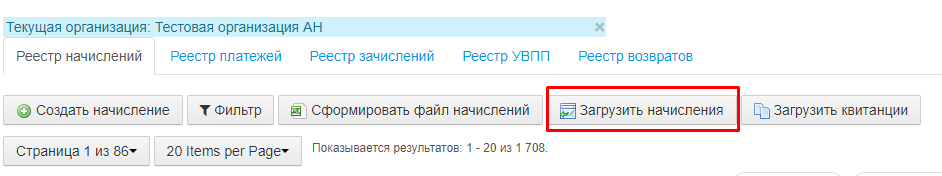 Текущая организация: Тестовая организация АН ×
Реестр начислений Реестр платежей Реестр зачислений Реестр УВПП Реестр возвратов
Создать начисление Фильтр Сформировать файл начислений Загрузить начисления Загрузить квитанции
Страница 1 из 86 20 Items per Page Показывается результатов: 1 - 20 из 1 708.